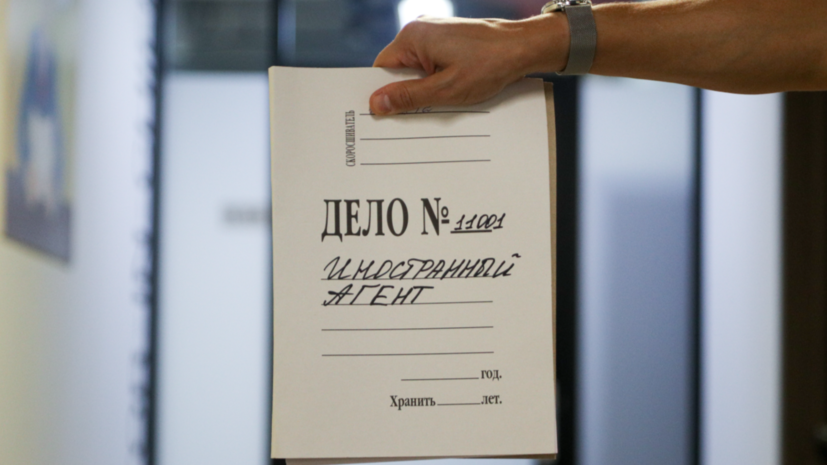 СКОРОСШИВАТЕЛЬ
ДЕЛО № 11001
ИНОСТРАННЫЙ
АГЕНТ
год.
Хранить лет.